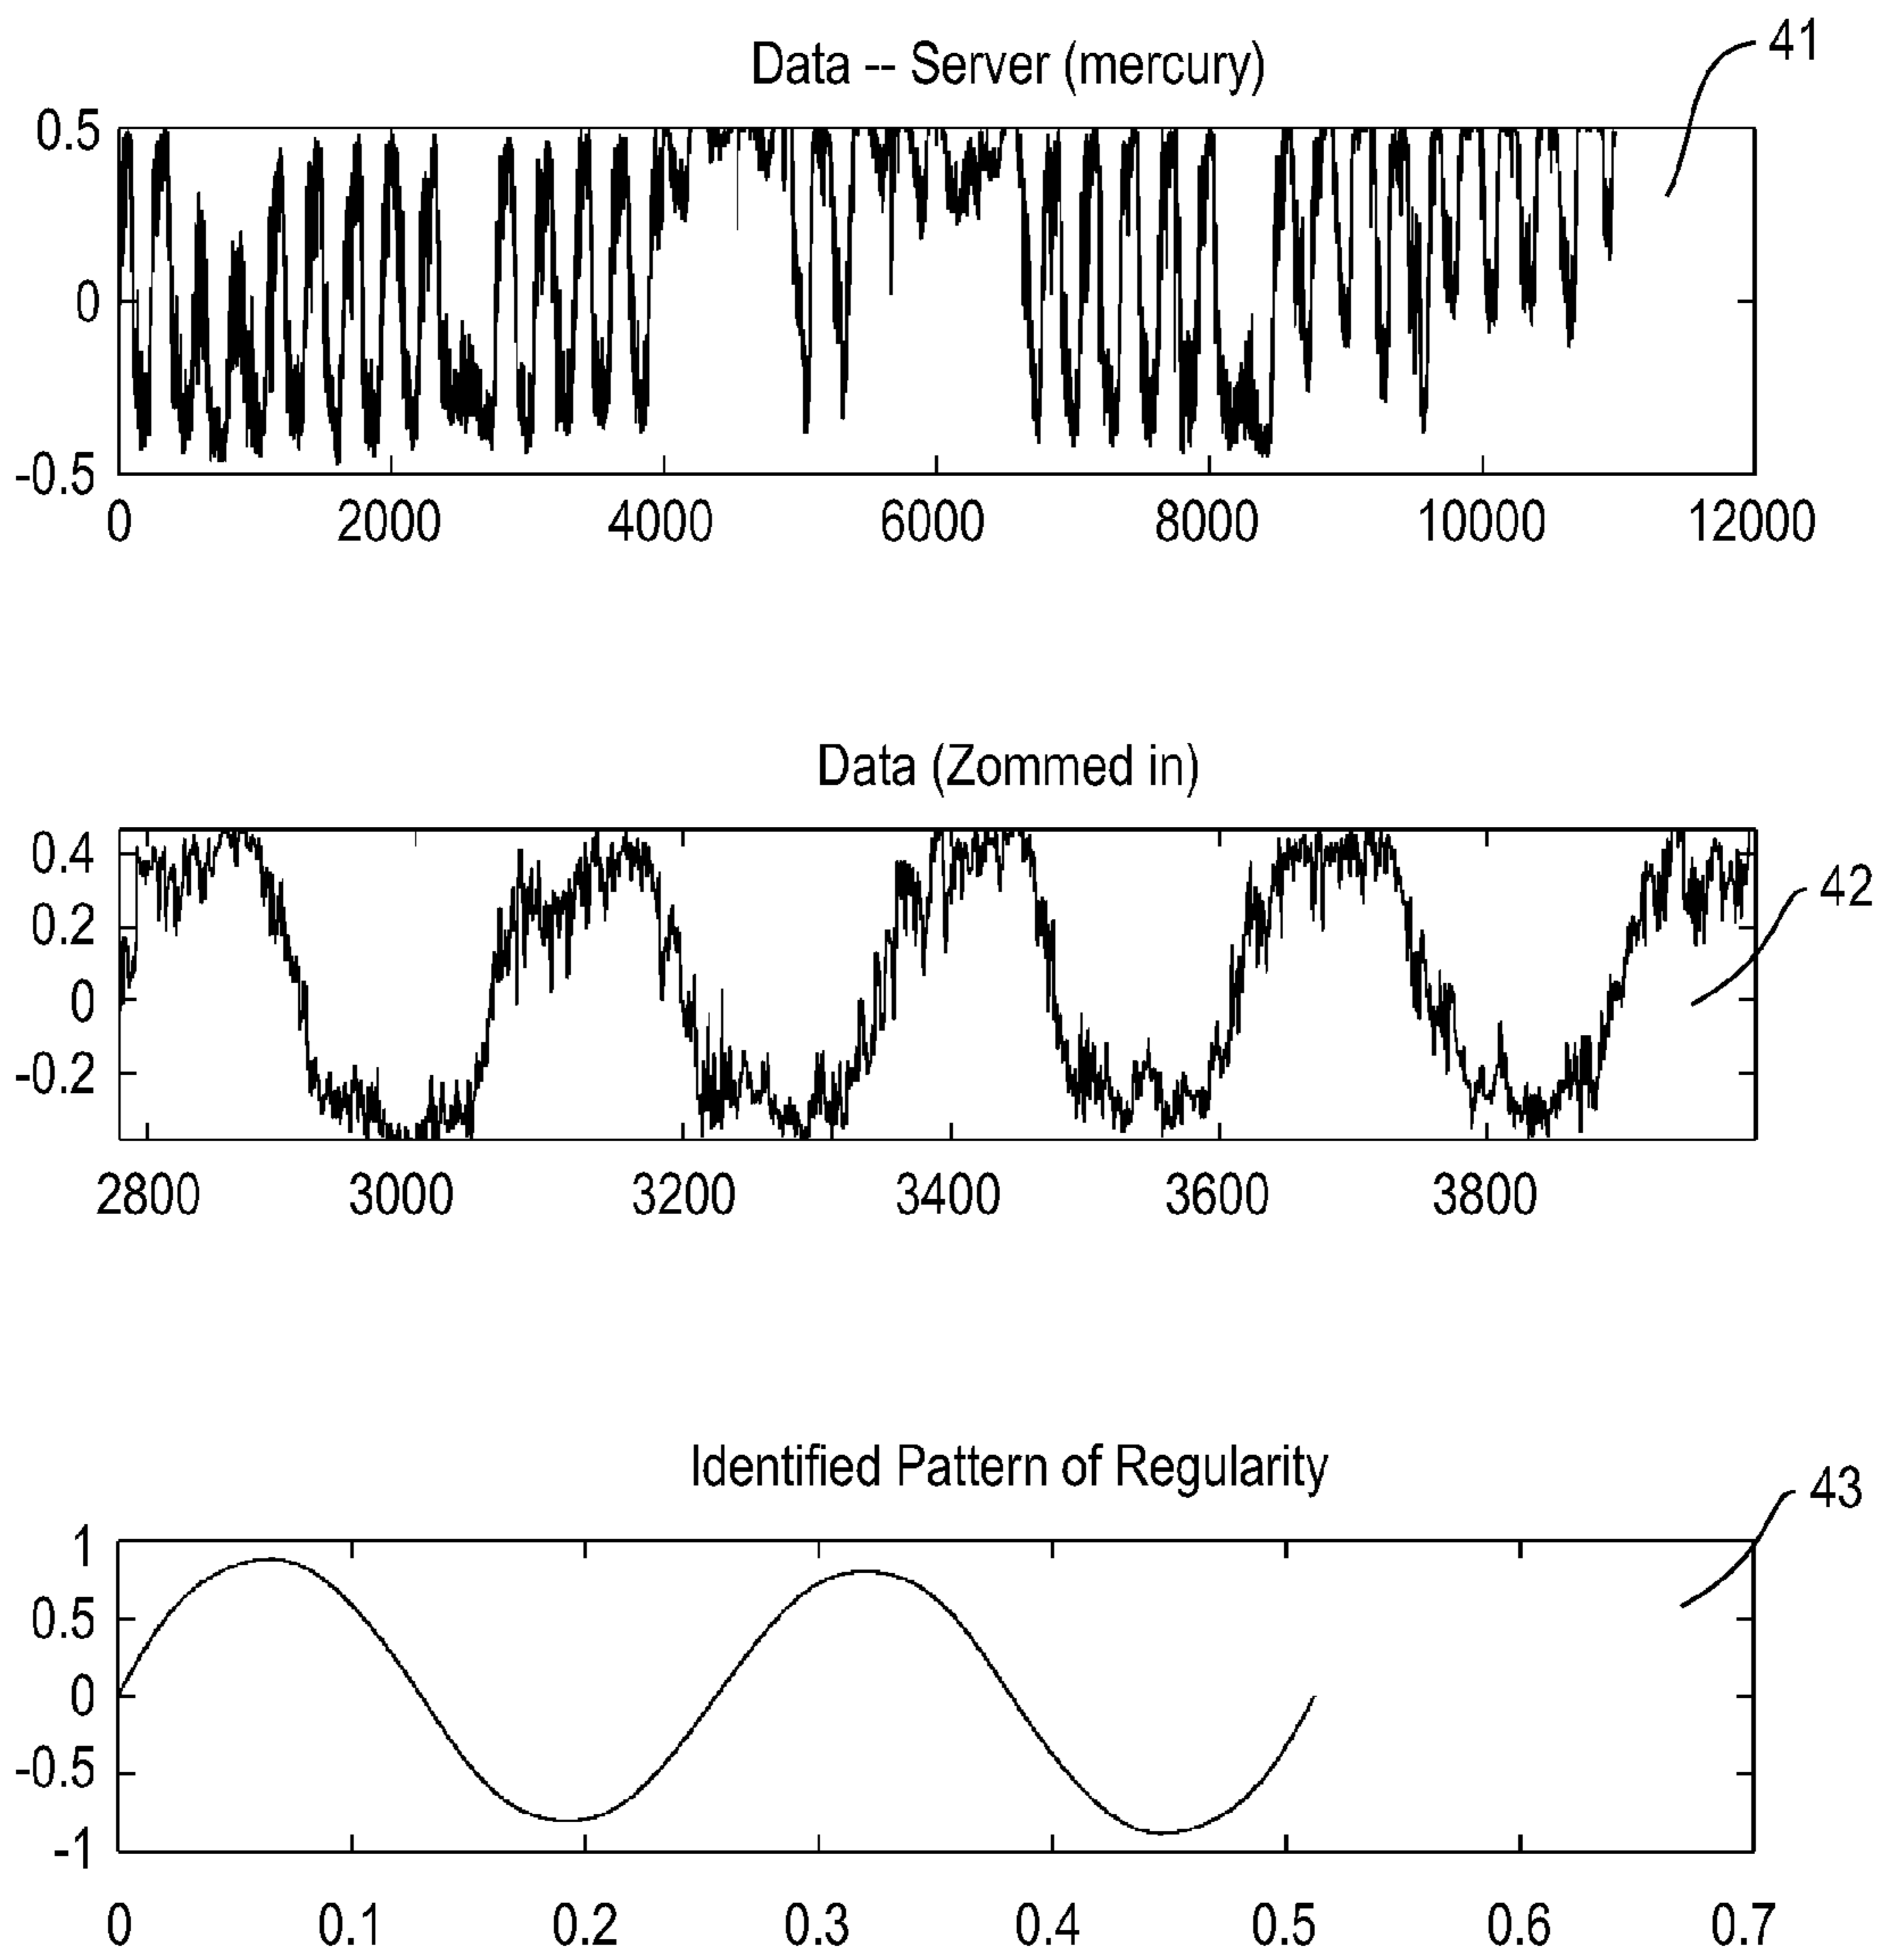 41
Data -- Server (mercury)
0.5
0
-0.5
0 2000 4000 6000 8000 10000 12000
Data (Zommed in)
0.4
0.2
0
-0.2
42
2800 3000 3200 3400 3600 3800
Identified Pattern of Regularity
43
1
0.5
0
-0.5
-1
0 0.1 0.2 0.3 0.4 0.5 0.6 0.7